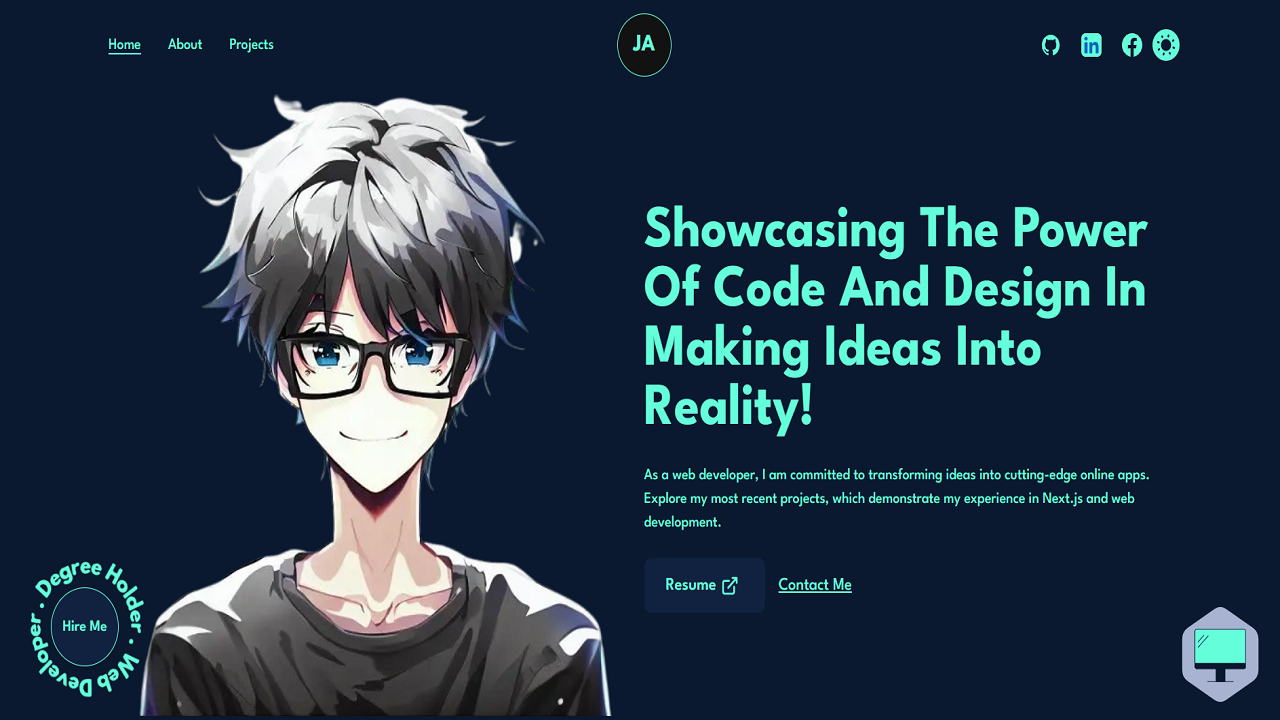 Home About Projects
JA
in
Showcasing The Power
Of Code And Design In
Making Ideas Into
Reality!
As a web developer, I am committed to transforming ideas into cutting-edge online apps.
Explore my most recent projects, which demonstrate my experience in Next.js and web
development.
Resume Contact Me
Web Developer · Degree Holder ·
Hire Me